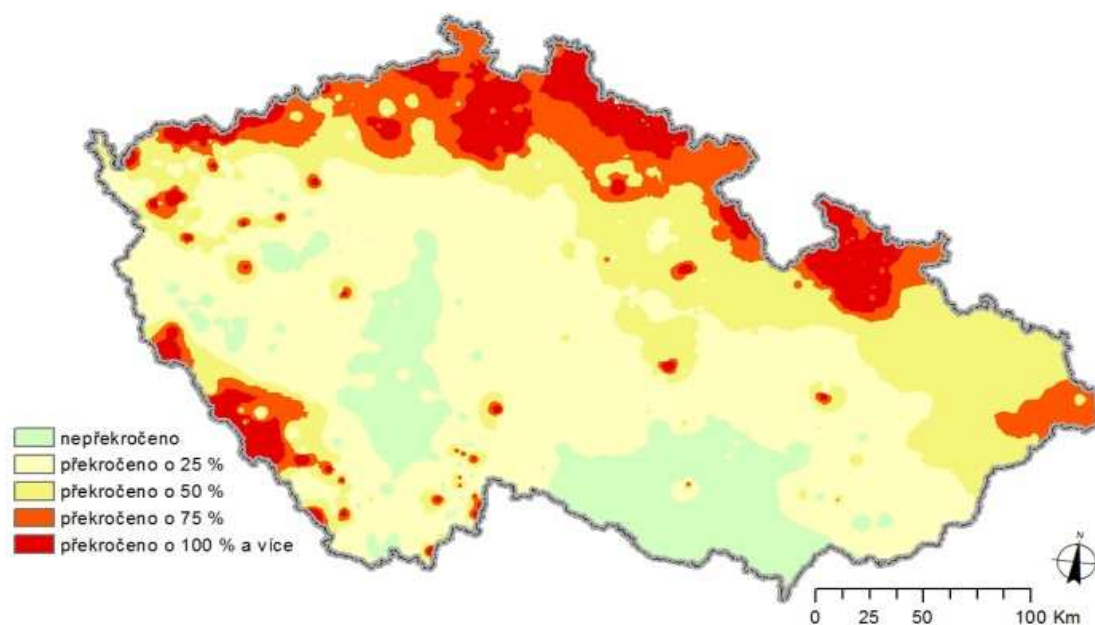 nepřekročeno
překročeno o 25 %
překročeno o 50 %
překročeno o 75 %
překročeno o 100 % a více
N
0 25 50 100 Km